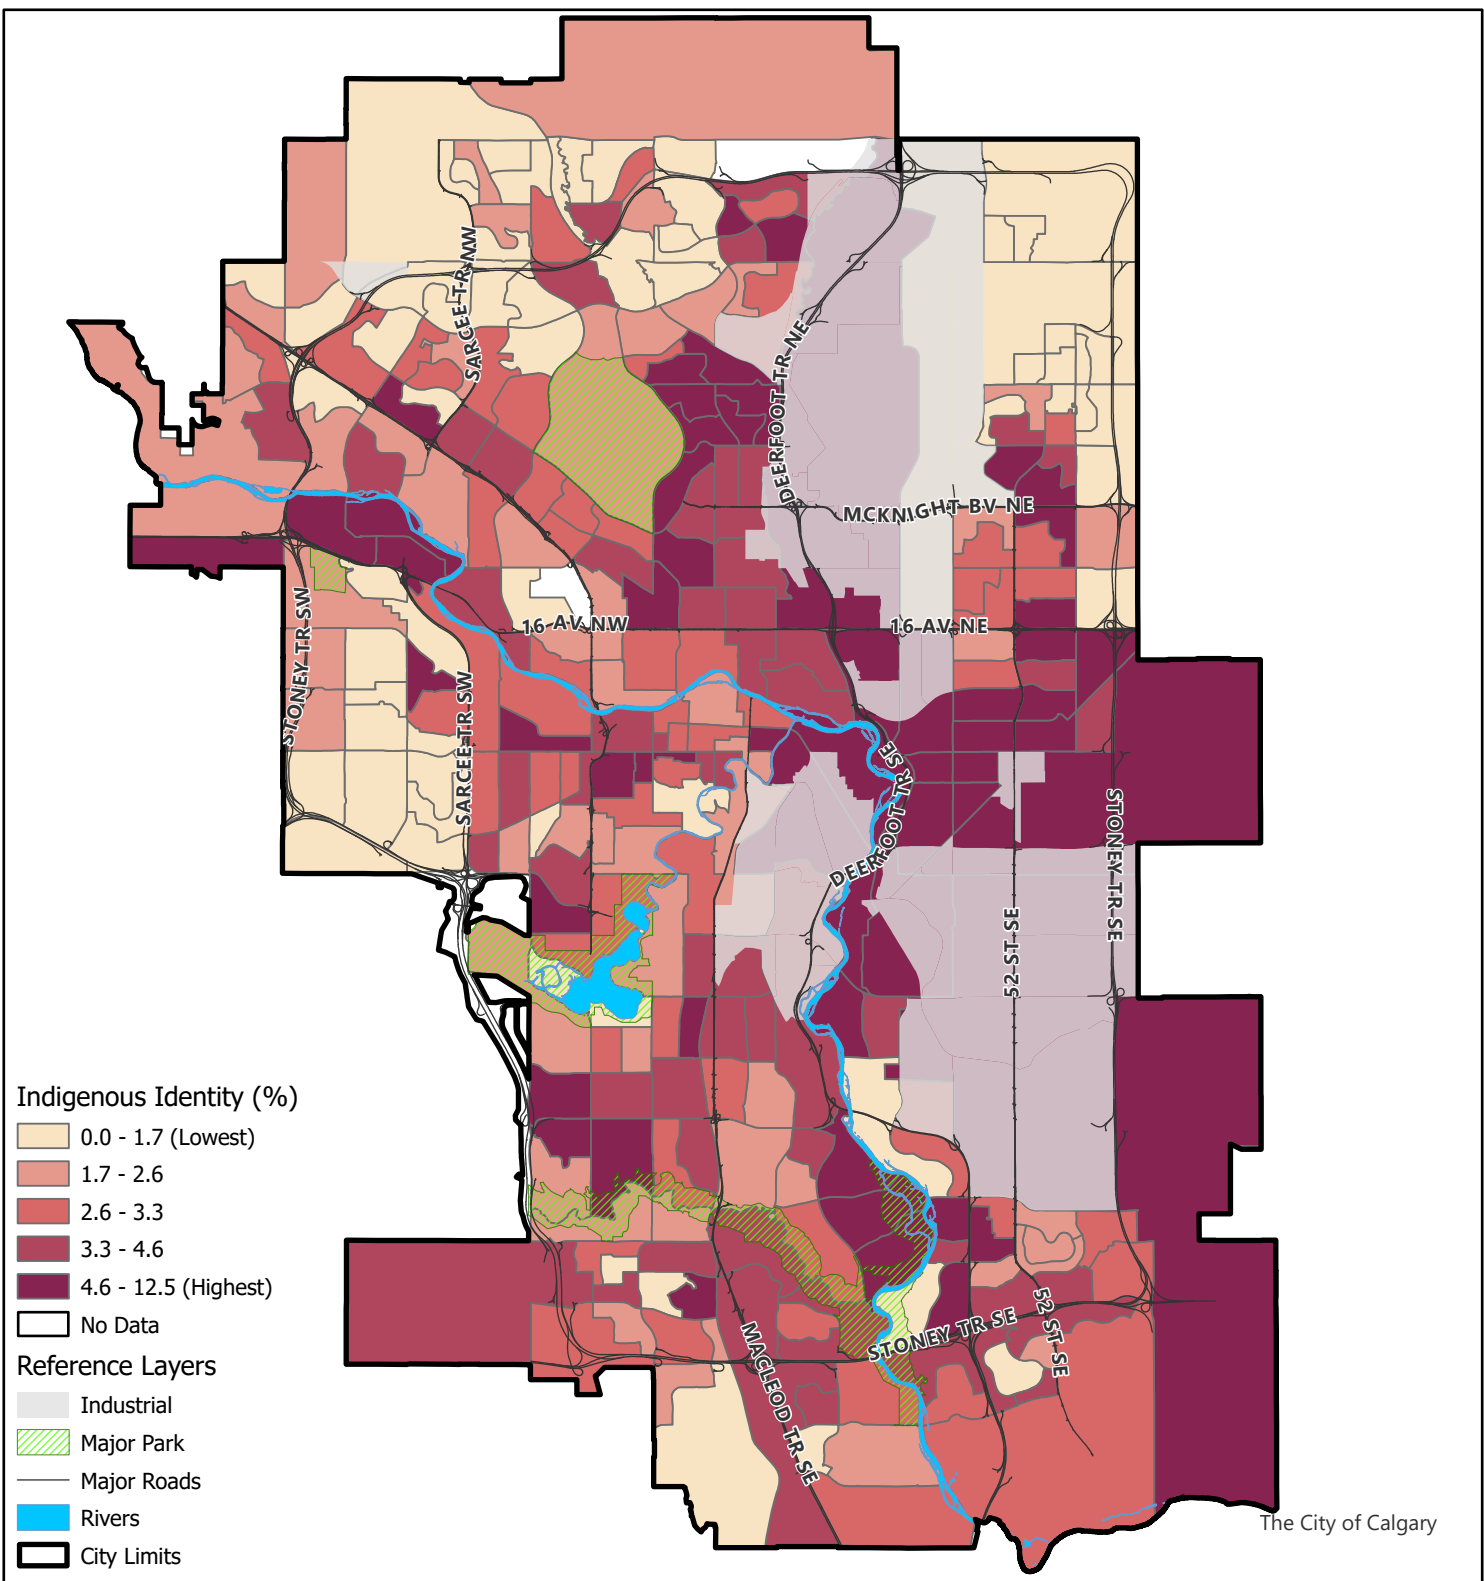 SARCEE TR NW
DEERFOOT TR NE
MCKNIGHT BV NE
STONEY TR SW
16 AV NW
16 AV NE
SARCEE TR SW
DEERFOOT TR SE
STONEY TR SE
52 ST SE
Indigenous Identity (%)
0.0 - 1.7 (Lowest)
1.7 - 2.6
2.6 - 3.3
3.3 - 4.6
4.6 - 12.5 (Highest)
No Data
Reference Layers
Industrial
Major Park
Major Roads
Rivers
City Limits
STONEY TR SE
52 ST SE
MACLEOD TR SE
The City of Calgary